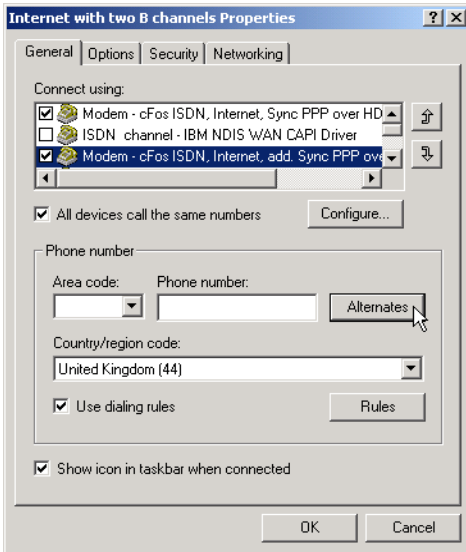 Internet with two B channels Properties
General Options Security Networking
Connect using:
Modem - cFos ISDN, Internet, Sync PPP over HD
ISDN channel - IBM NDIS WAN CAPI Driver
Modem - cFos ISDN, Internet, add. Sync PPP ove
All devices call the same numbers Configure...
Phone number
Area code: Phone number:
Alternates
Country/region code:
United Kingdom (44)
Use dialing rules Rules
Show icon in taskbar when connected
OK Cancel